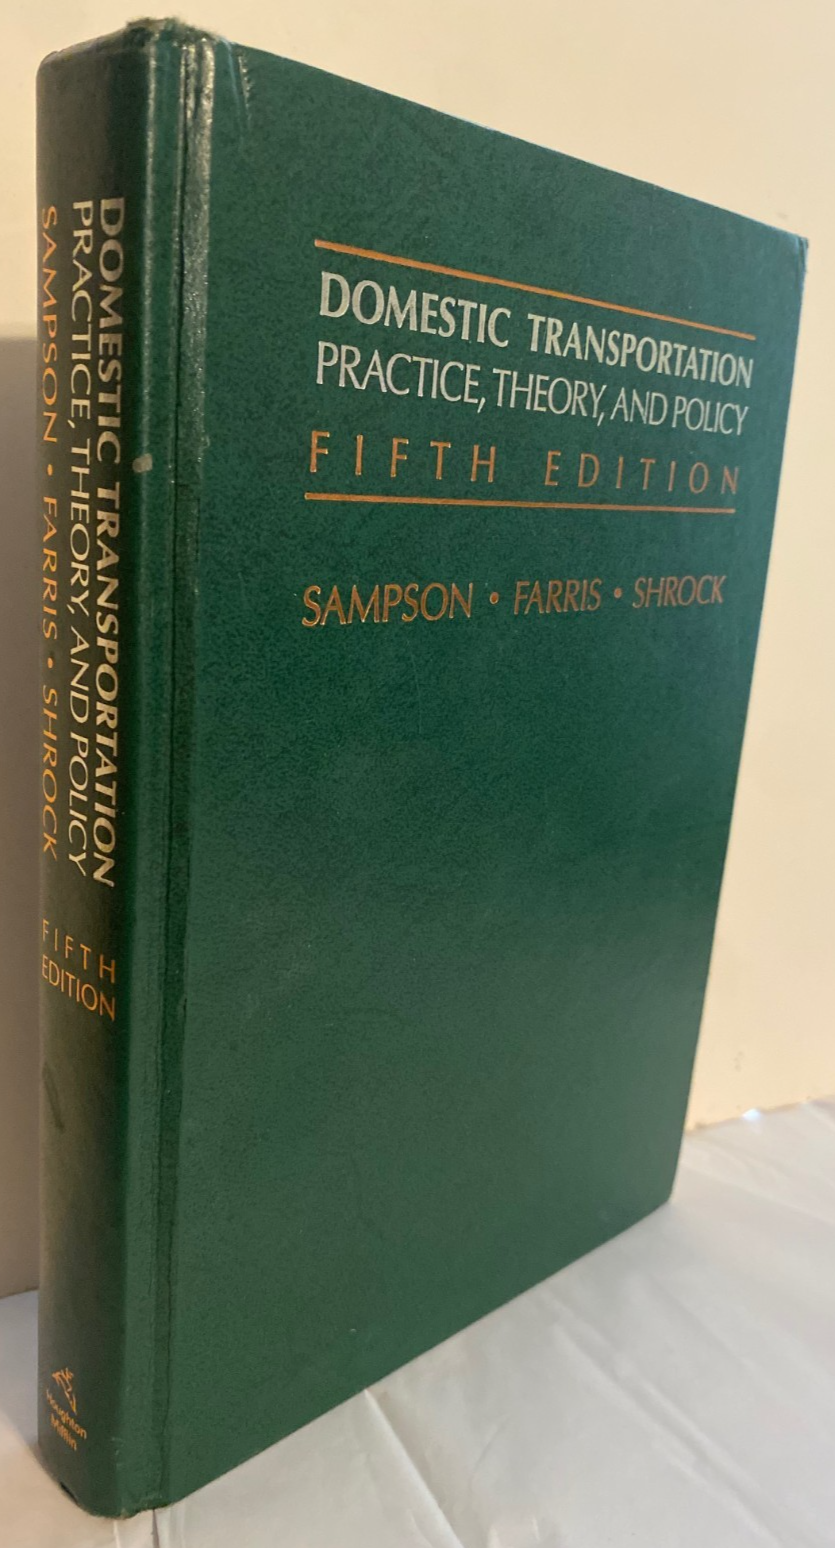 DOMESTIC TRANSPORTATION
PRACTICE, THEORY, AND POLICY
SAMPSON • FARRIS • SHROCK
FIFTH
EDITION
Houghton
Mifflin
DOMESTIC TRANSPORTATION
PRACTICE, THEORY, AND POLICY
FIFTH EDITION
SAMPSON • FARRIS • SHROCK